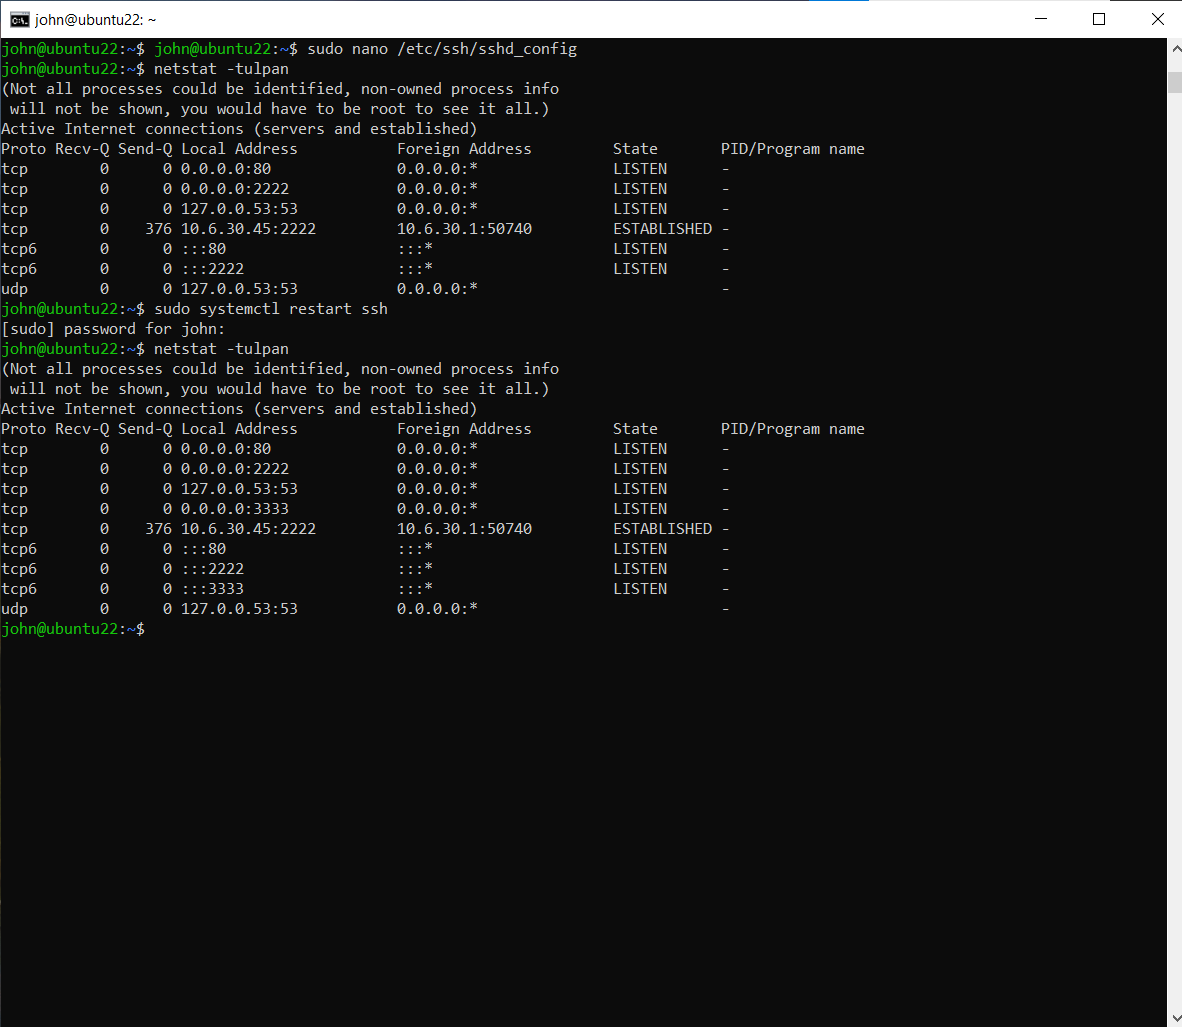 john@ubuntu22: ~
john@ubuntu22:~$ john@ubuntu22:~$ sudo nano /etc/ssh/sshd_config
john@ubuntu22:~$ netstat -tulpan
(Not all processes could be identified, non-owned process info
 will not be shown, you would have to be root to see it all.)
Active Internet connections (servers and established)
Proto Recv-Q Send-Q Local Address           Foreign Address         State       PID/Program name
tcp        0      0 0.0.0.0:80              0.0.0.0:*               LISTEN      -
tcp        0      0 0.0.0.0:2222            0.0.0.0:*               LISTEN      -
tcp        0      0 127.0.0.53:53           0.0.0.0:*               LISTEN      -
tcp        0    376 10.6.30.45:2222         10.6.30.1:50740         ESTABLISHED -
tcp6       0      0 :::80                   :::*                    LISTEN      -
tcp6       0      0 :::2222                 :::*                    LISTEN      -
udp        0      0 127.0.0.53:53           0.0.0.0:*                           -
john@ubuntu22:~$ sudo systemctl restart ssh
[sudo] password for john:
john@ubuntu22:~$ netstat -tulpan
(Not all processes could be identified, non-owned process info
 will not be shown, you would have to be root to see it all.)
Active Internet connections (servers and established)
Proto Recv-Q Send-Q Local Address           Foreign Address         State       PID/Program name
tcp        0      0 0.0.0.0:80              0.0.0.0:*               LISTEN      -
tcp        0      0 0.0.0.0:2222            0.0.0.0:*               LISTEN      -
tcp        0      0 127.0.0.53:53           0.0.0.0:*               LISTEN      -
tcp        0      0 0.0.0.0:3333            0.0.0.0:*               LISTEN      -
tcp        0    376 10.6.30.45:2222         10.6.30.1:50740         ESTABLISHED -
tcp6       0      0 :::80                   :::*                    LISTEN      -
tcp6       0      0 :::2222                 :::*                    LISTEN      -
tcp6       0      0 :::3333                 :::*                    LISTEN      -
udp        0      0 127.0.0.53:53           0.0.0.0:*                           -
john@ubuntu22:~$